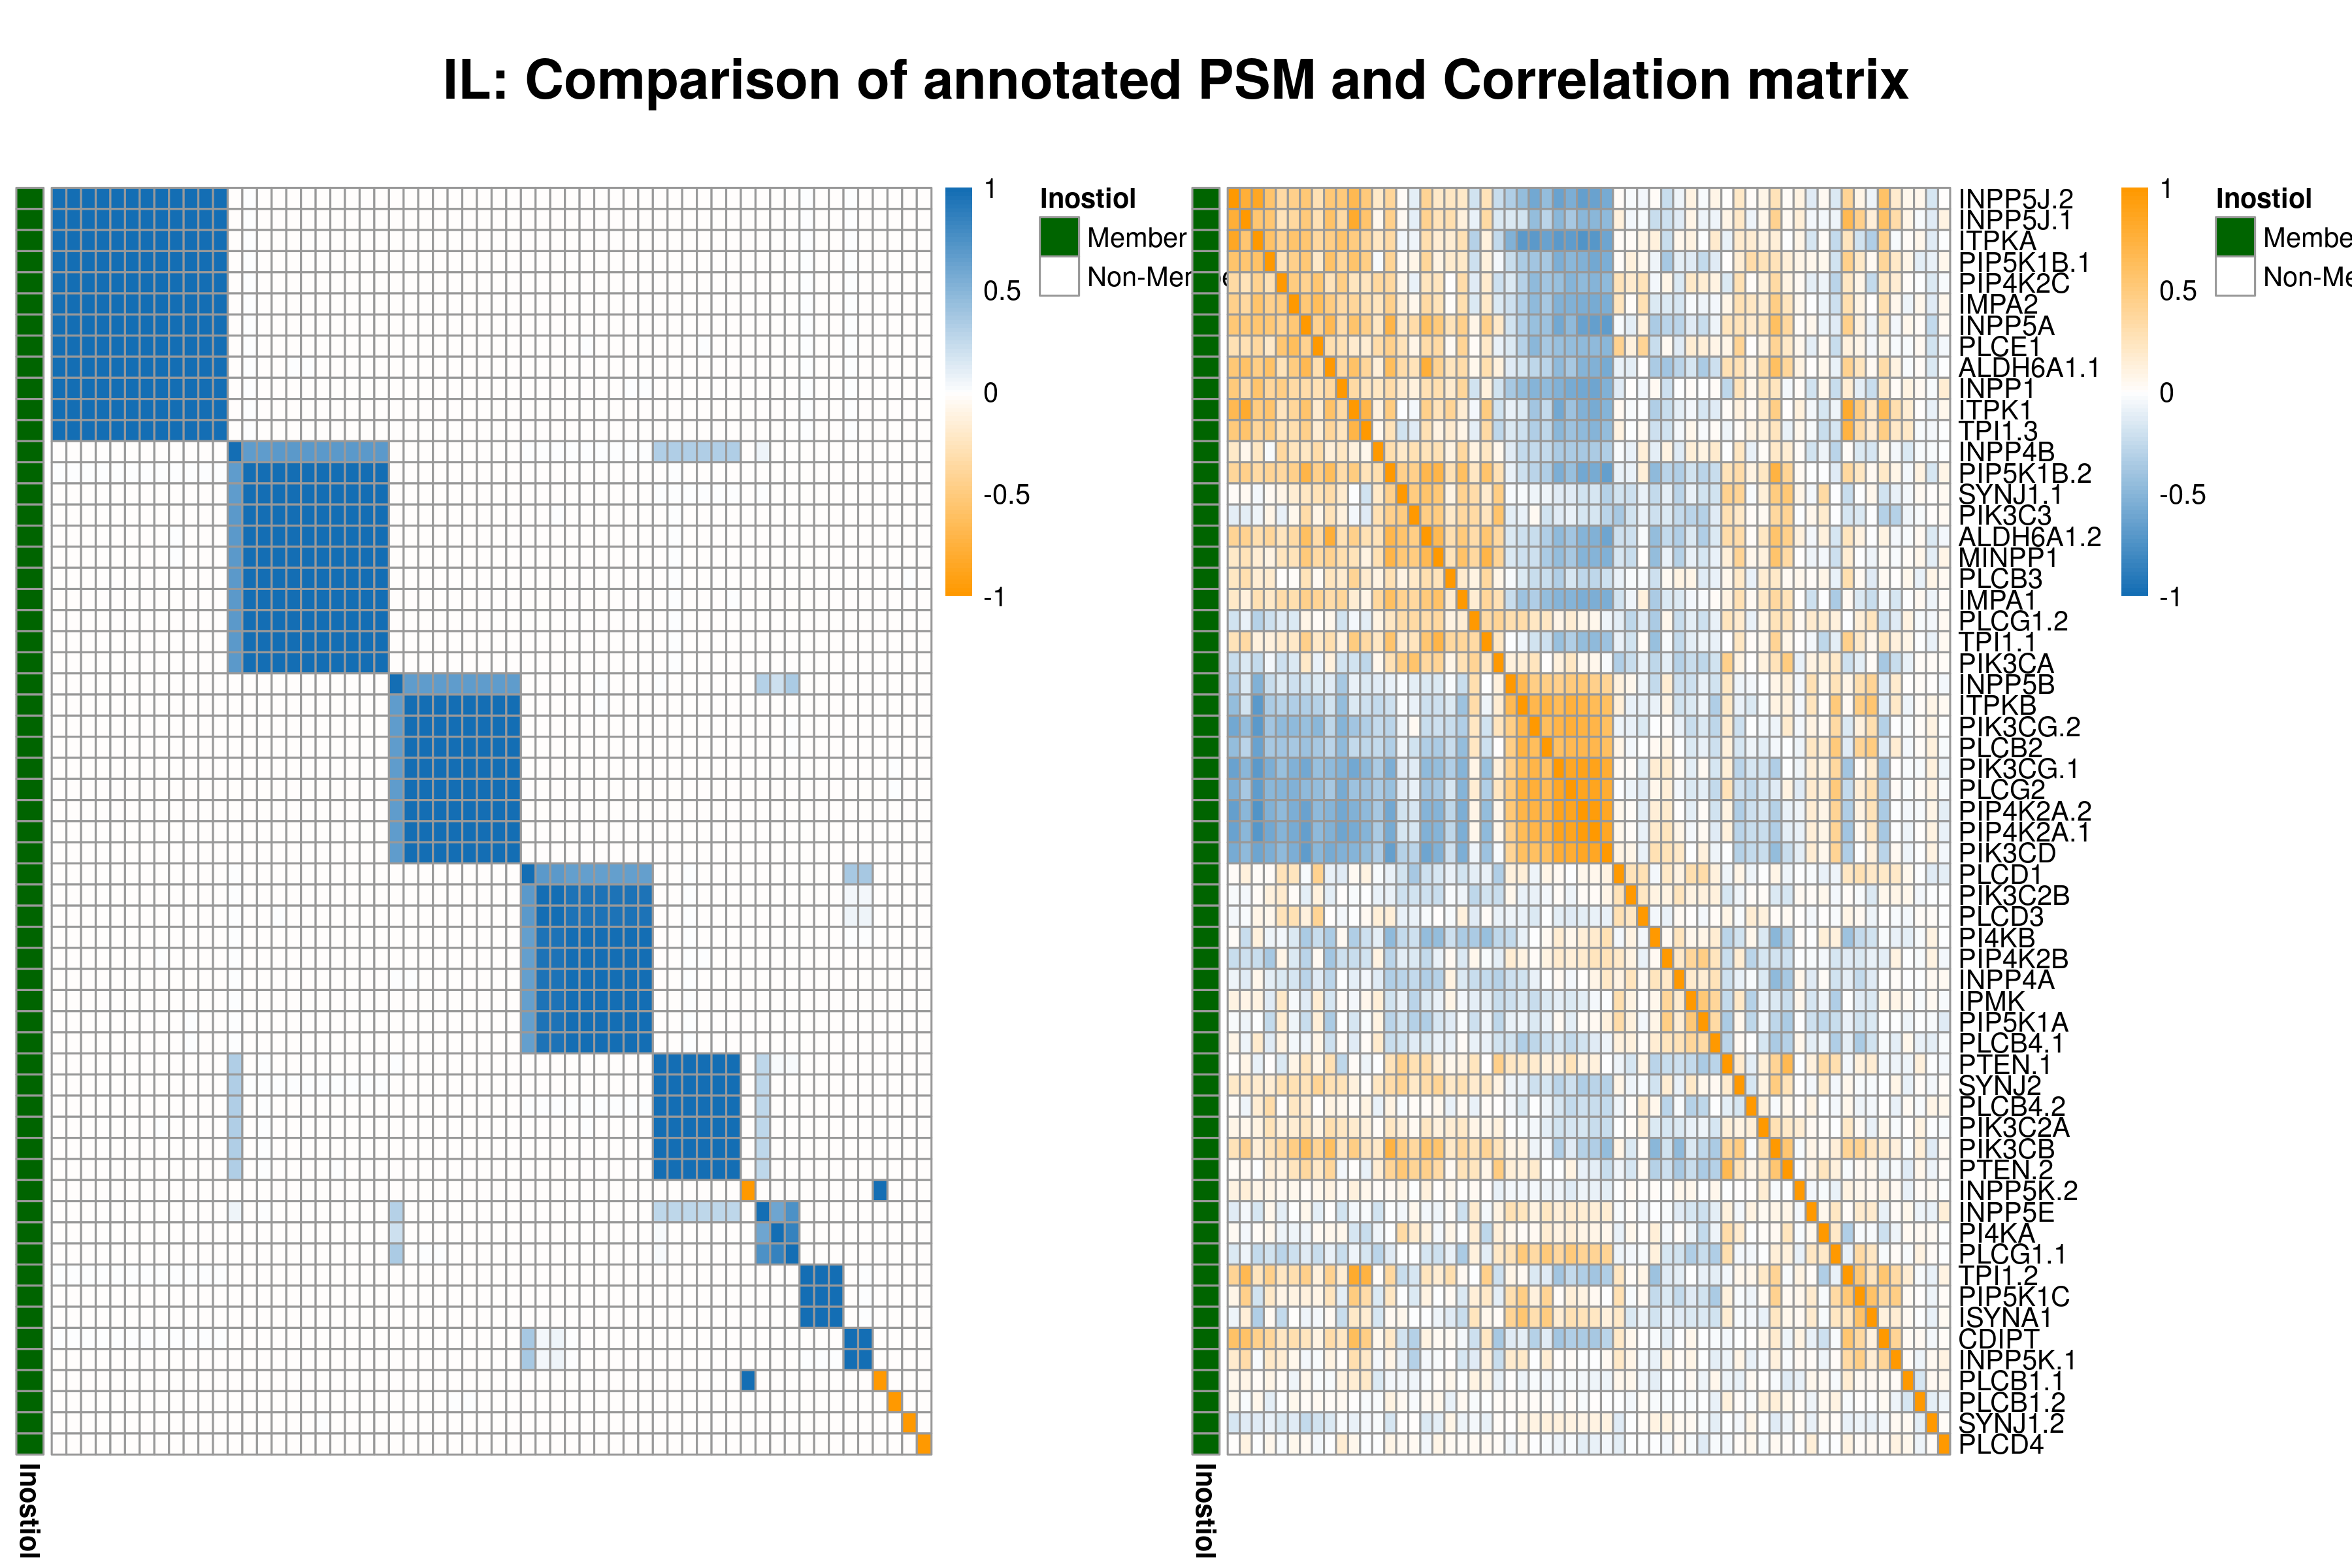 IL: Comparison of annotated PSM and Correlation matrix
1
0.5
0
-0.5
-1
Inostiol
Member
Non-Membe
Inostiol
1
0.5
0
-0.5
-1
Inostiol
Membe
Non-Me
Inostiol
INPP5J.2
INPP5J.1
ITPKA
PIP5K1B.1
PIP4K2C
IMPA2
INPP5A
PLCE1
ALDH6A1.1
INPP1
ITPK1
TPI1.3
INPP4B
PIP5K1B.2
SYNJ1.1
PIK3C3
ALDH6A1.2
MINPP1
PLCB3
IMPA1
PLCG1.2
TPI1.1
PIK3CA
INPP5B
ITPKB
PIK3CG.2
PLCB2
PIK3CG.1
PLCG2
PIP4K2A.2
PIP4K2A.1
PIK3CD
PLCD1
PIK3C2B
PLCD3
PI4KB
PIP4K2B
INPP4A
IPMK
PIP5K1A
PLCB4.1
PTEN.1
SYNJ2
PLCB4.2
PIK3C2A
PIK3CB
PTEN.2
INPP5K.2
INPP5E
PI4KA
PLCG1.1
TPI1.2
PIP5K1C
ISYNA1
CDIPT
INPP5K.1
PLCB1.1
PLCB1.2
SYNJ1.2
PLCD4